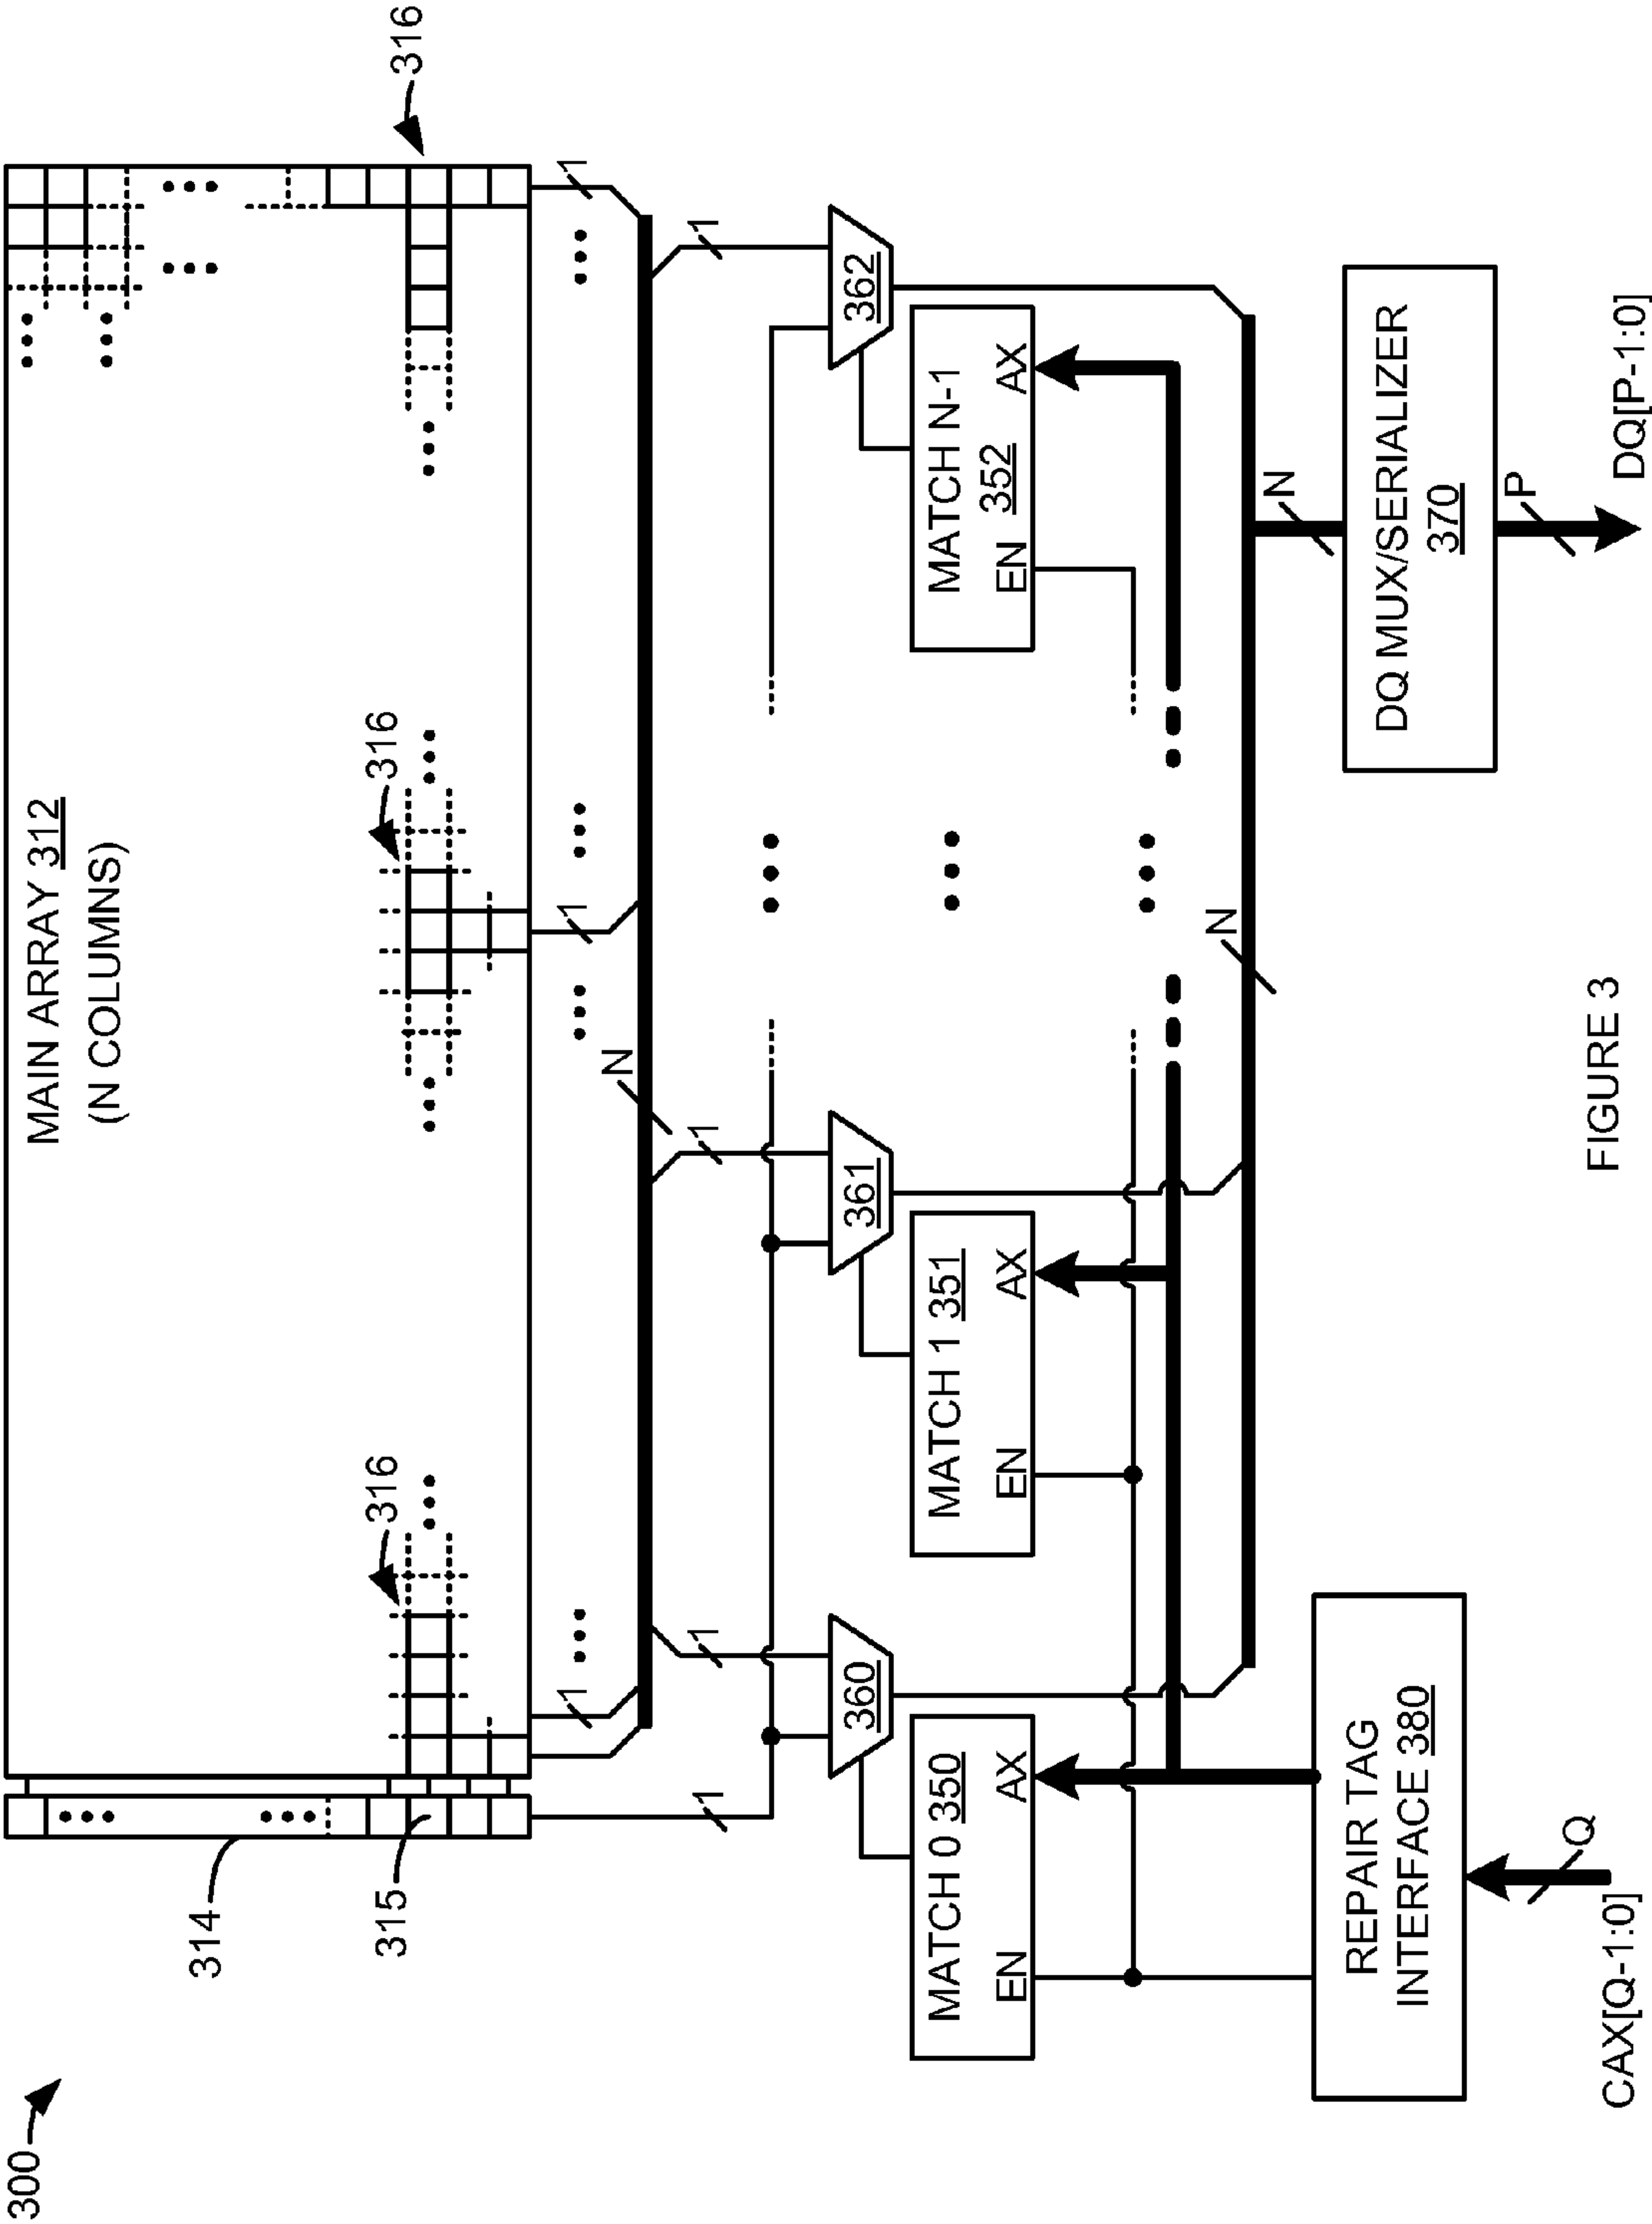 300
MAIN ARRAY 312
(N COLUMNS)
314
315
316
316
316
1
1
1
1
N
1
1
1
360
361
362
MATCH 0 350
EN
AX
MATCH 1 351
EN
AX
MATCH N-1
352
EN
AX
N
N
REPAIR TAG
INTERFACE 380
DQ MUX/SERIALIZER
370
Q
P
CAX[Q-1:0]
DQ[P-1:0]
FIGURE 3